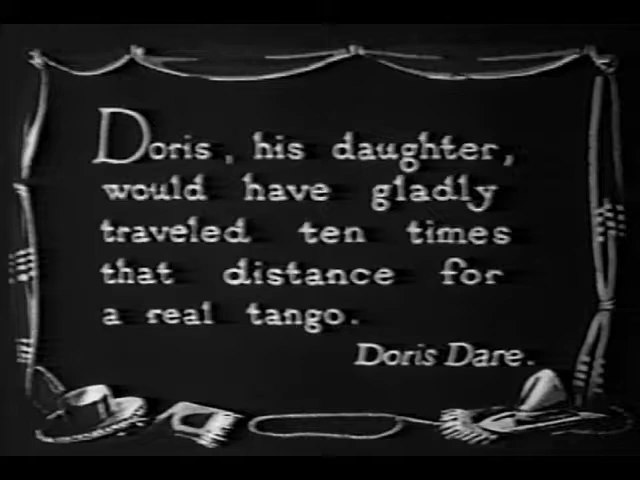 Doris, his daughter,
would have gladly
traveled ten times
that distance for
a real tango.
Doris Dare.